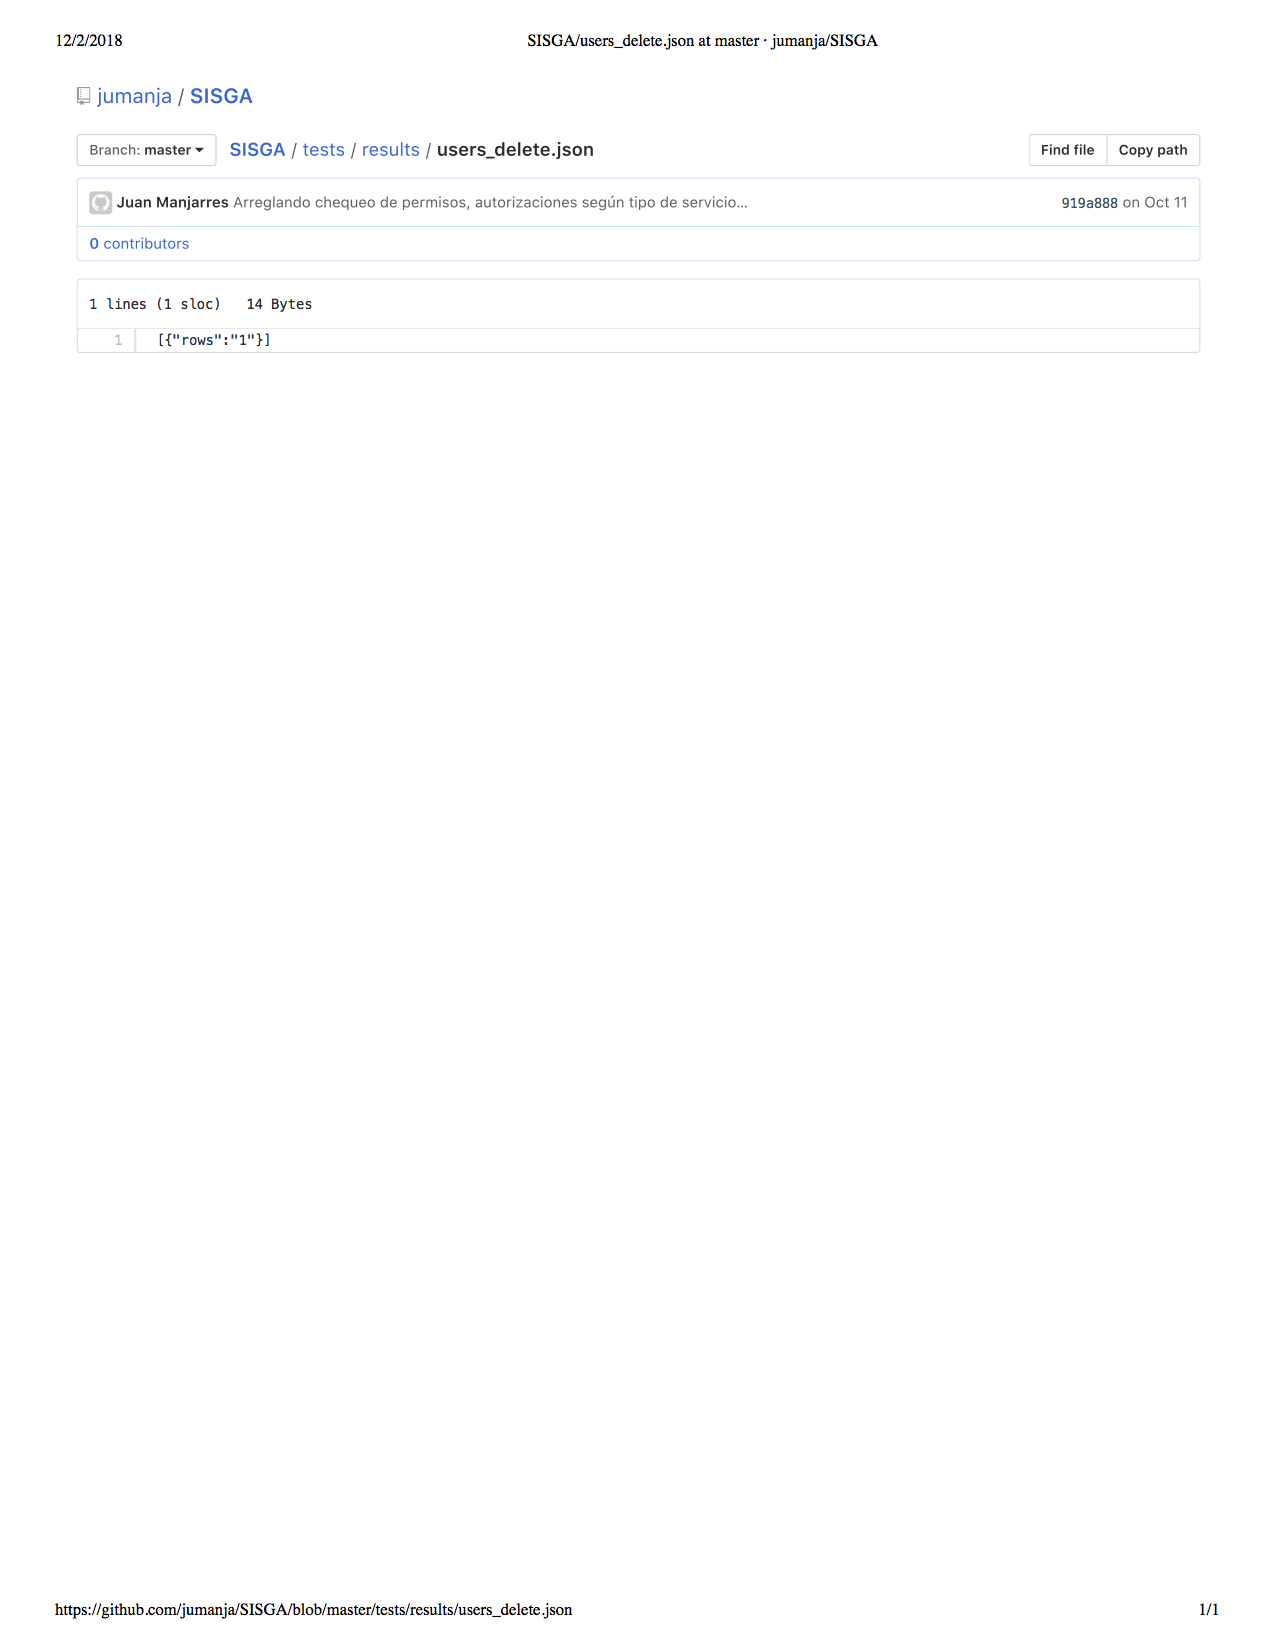 12/2/2018 SISGA/users_delete.json at master · jumanja/SISGA
jumanja / SISGA
Branch: master SISGA / tests / results / users_delete.json Find file Copy path
Juan Manjarres Arreglando chequeo de permisos, autorizaciones según tipo de servicio… 919a888 on Oct 11
0 contributors
1 lines (1 sloc) 14 Bytes
1 [{"rows":"1"}]
https://github.com/jumanja/SISGA/blob/master/tests/results/users_delete.json 1/1